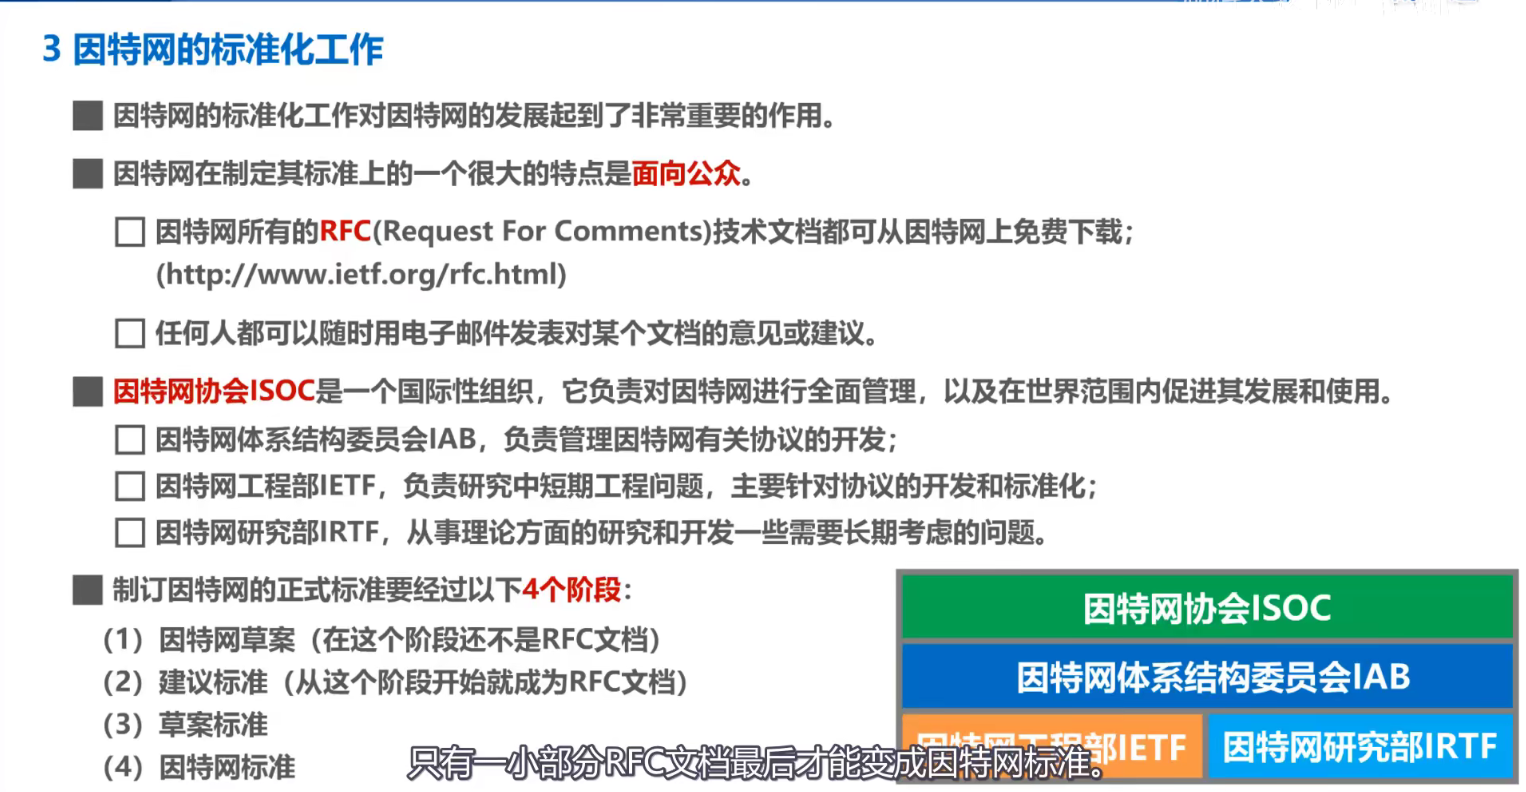 3 因特网的标准化工作
因特网的标准化工作对因特网的发展起到了非常重要的作用。
因特网在制定其标准上的一个很大的特点是面向公众。
因特网所有的RFC(Request For Comments)技术文档都可从因特网上免费下载；
(http://www.ietf.org/rfc.html)
任何人都可以随时用电子邮件发表对某个文档的意见或建议。
因特网协会ISOC是一个国际性组织，它负责对因特网进行全面管理，以及在世界范围内促进其发展和使用。
因特网体系结构委员会IAB，负责管理因特网有关协议的开发；
因特网工程部IETF，负责研究中短期工程问题，主要针对协议的开发和标准化；
因特网研究部IRTF，从事理论方面的研究和开发一些需要长期考虑的问题。
制订因特网的正式标准要经过以下4个阶段：
（1）因特网草案（在这个阶段还不是RFC文档）
（2）建议标准（从这个阶段开始就成为RFC文档）
（3）草案标准
（4）因特网标准
因特网协会ISOC
因特网体系结构委员会IAB
因特网工程部IETF
因特网研究部IRTF
只有一小部分RFC文档最后才能变成因特网标准。